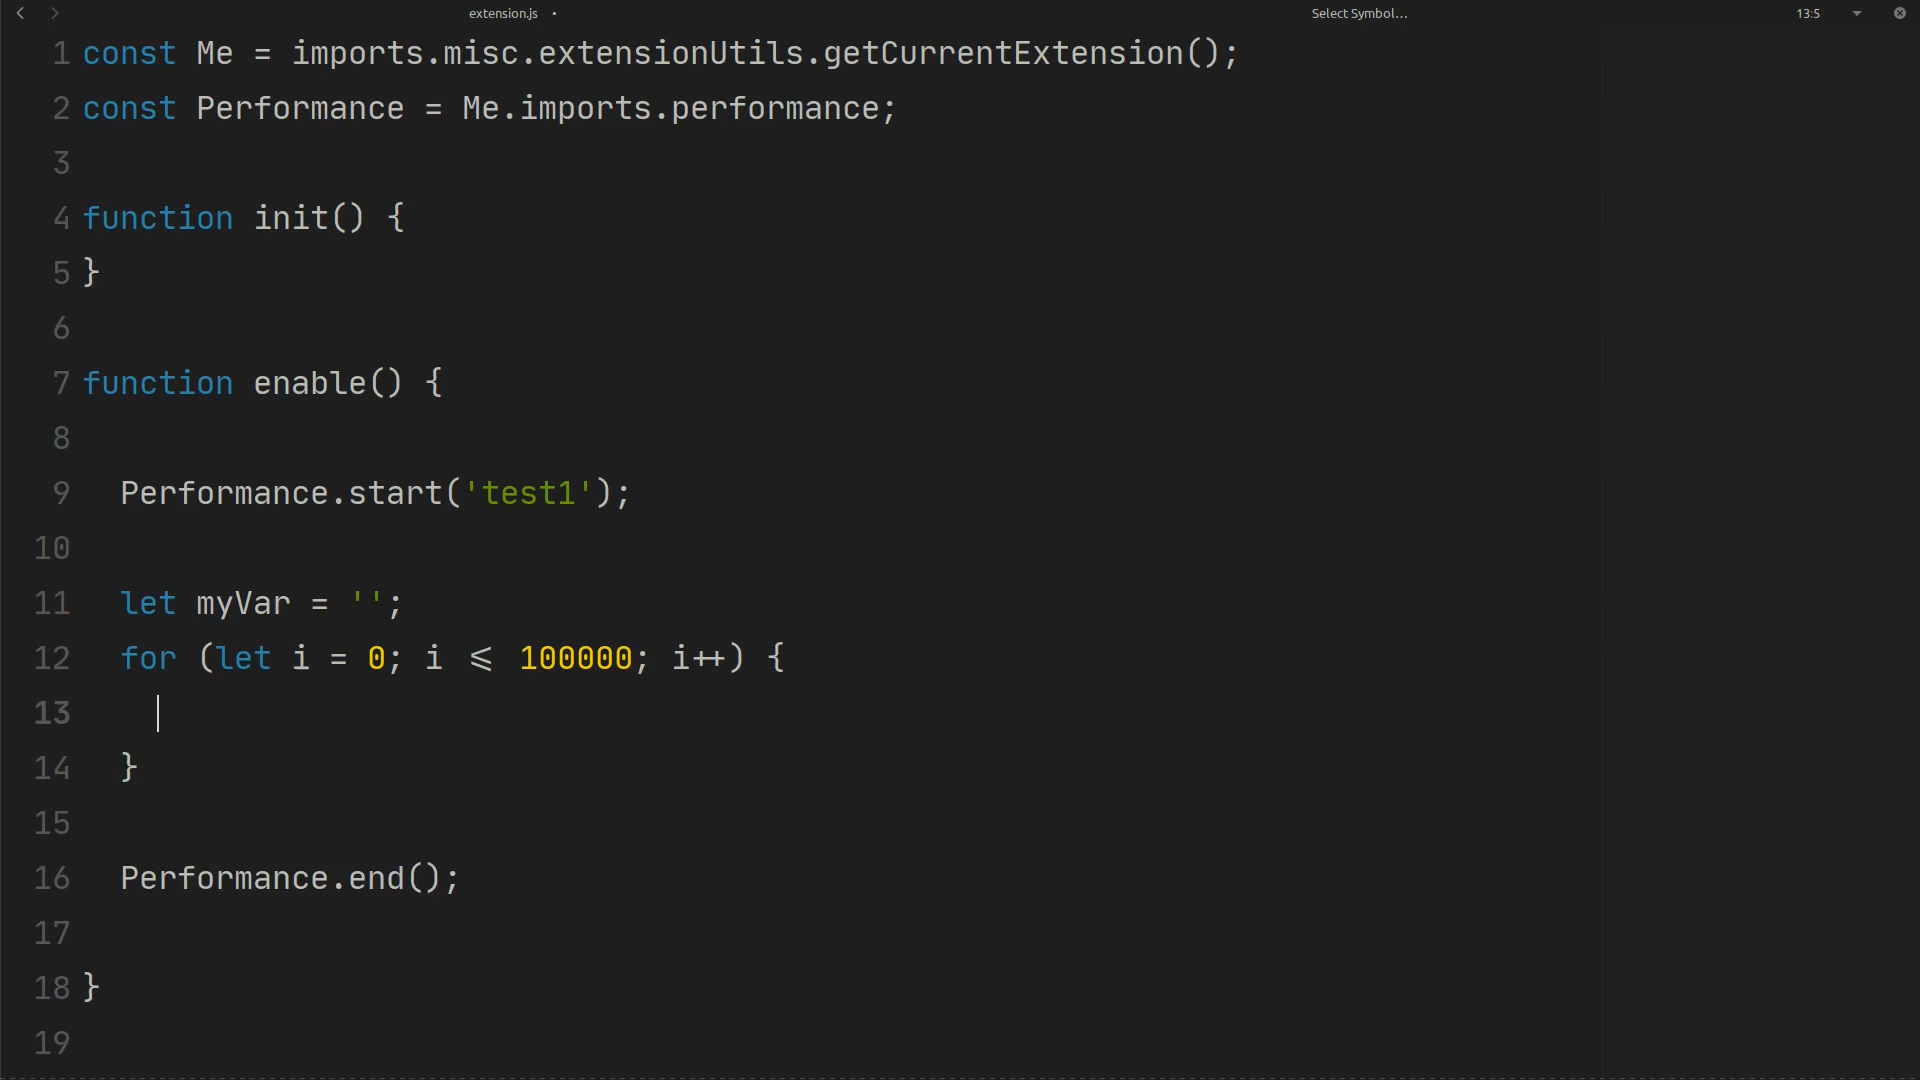 extension.js •
Select Symbol…
13:5
1 const Me = imports.misc.extensionUtils.getCurrentExtension();
2 const Performance = Me.imports.performance;
3
4 function init() {
5 }
6
7 function enable() {
8
9   Performance.start('test1');
10
11   let myVar = '';
12   for (let i = 0; i <= 100000; i++) {
13
14   }
15
16   Performance.end();
17
18 }
19